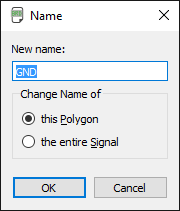 Name
New name:
GND
Change Name of
this Polygon
the entire Signal
OK
Cancel